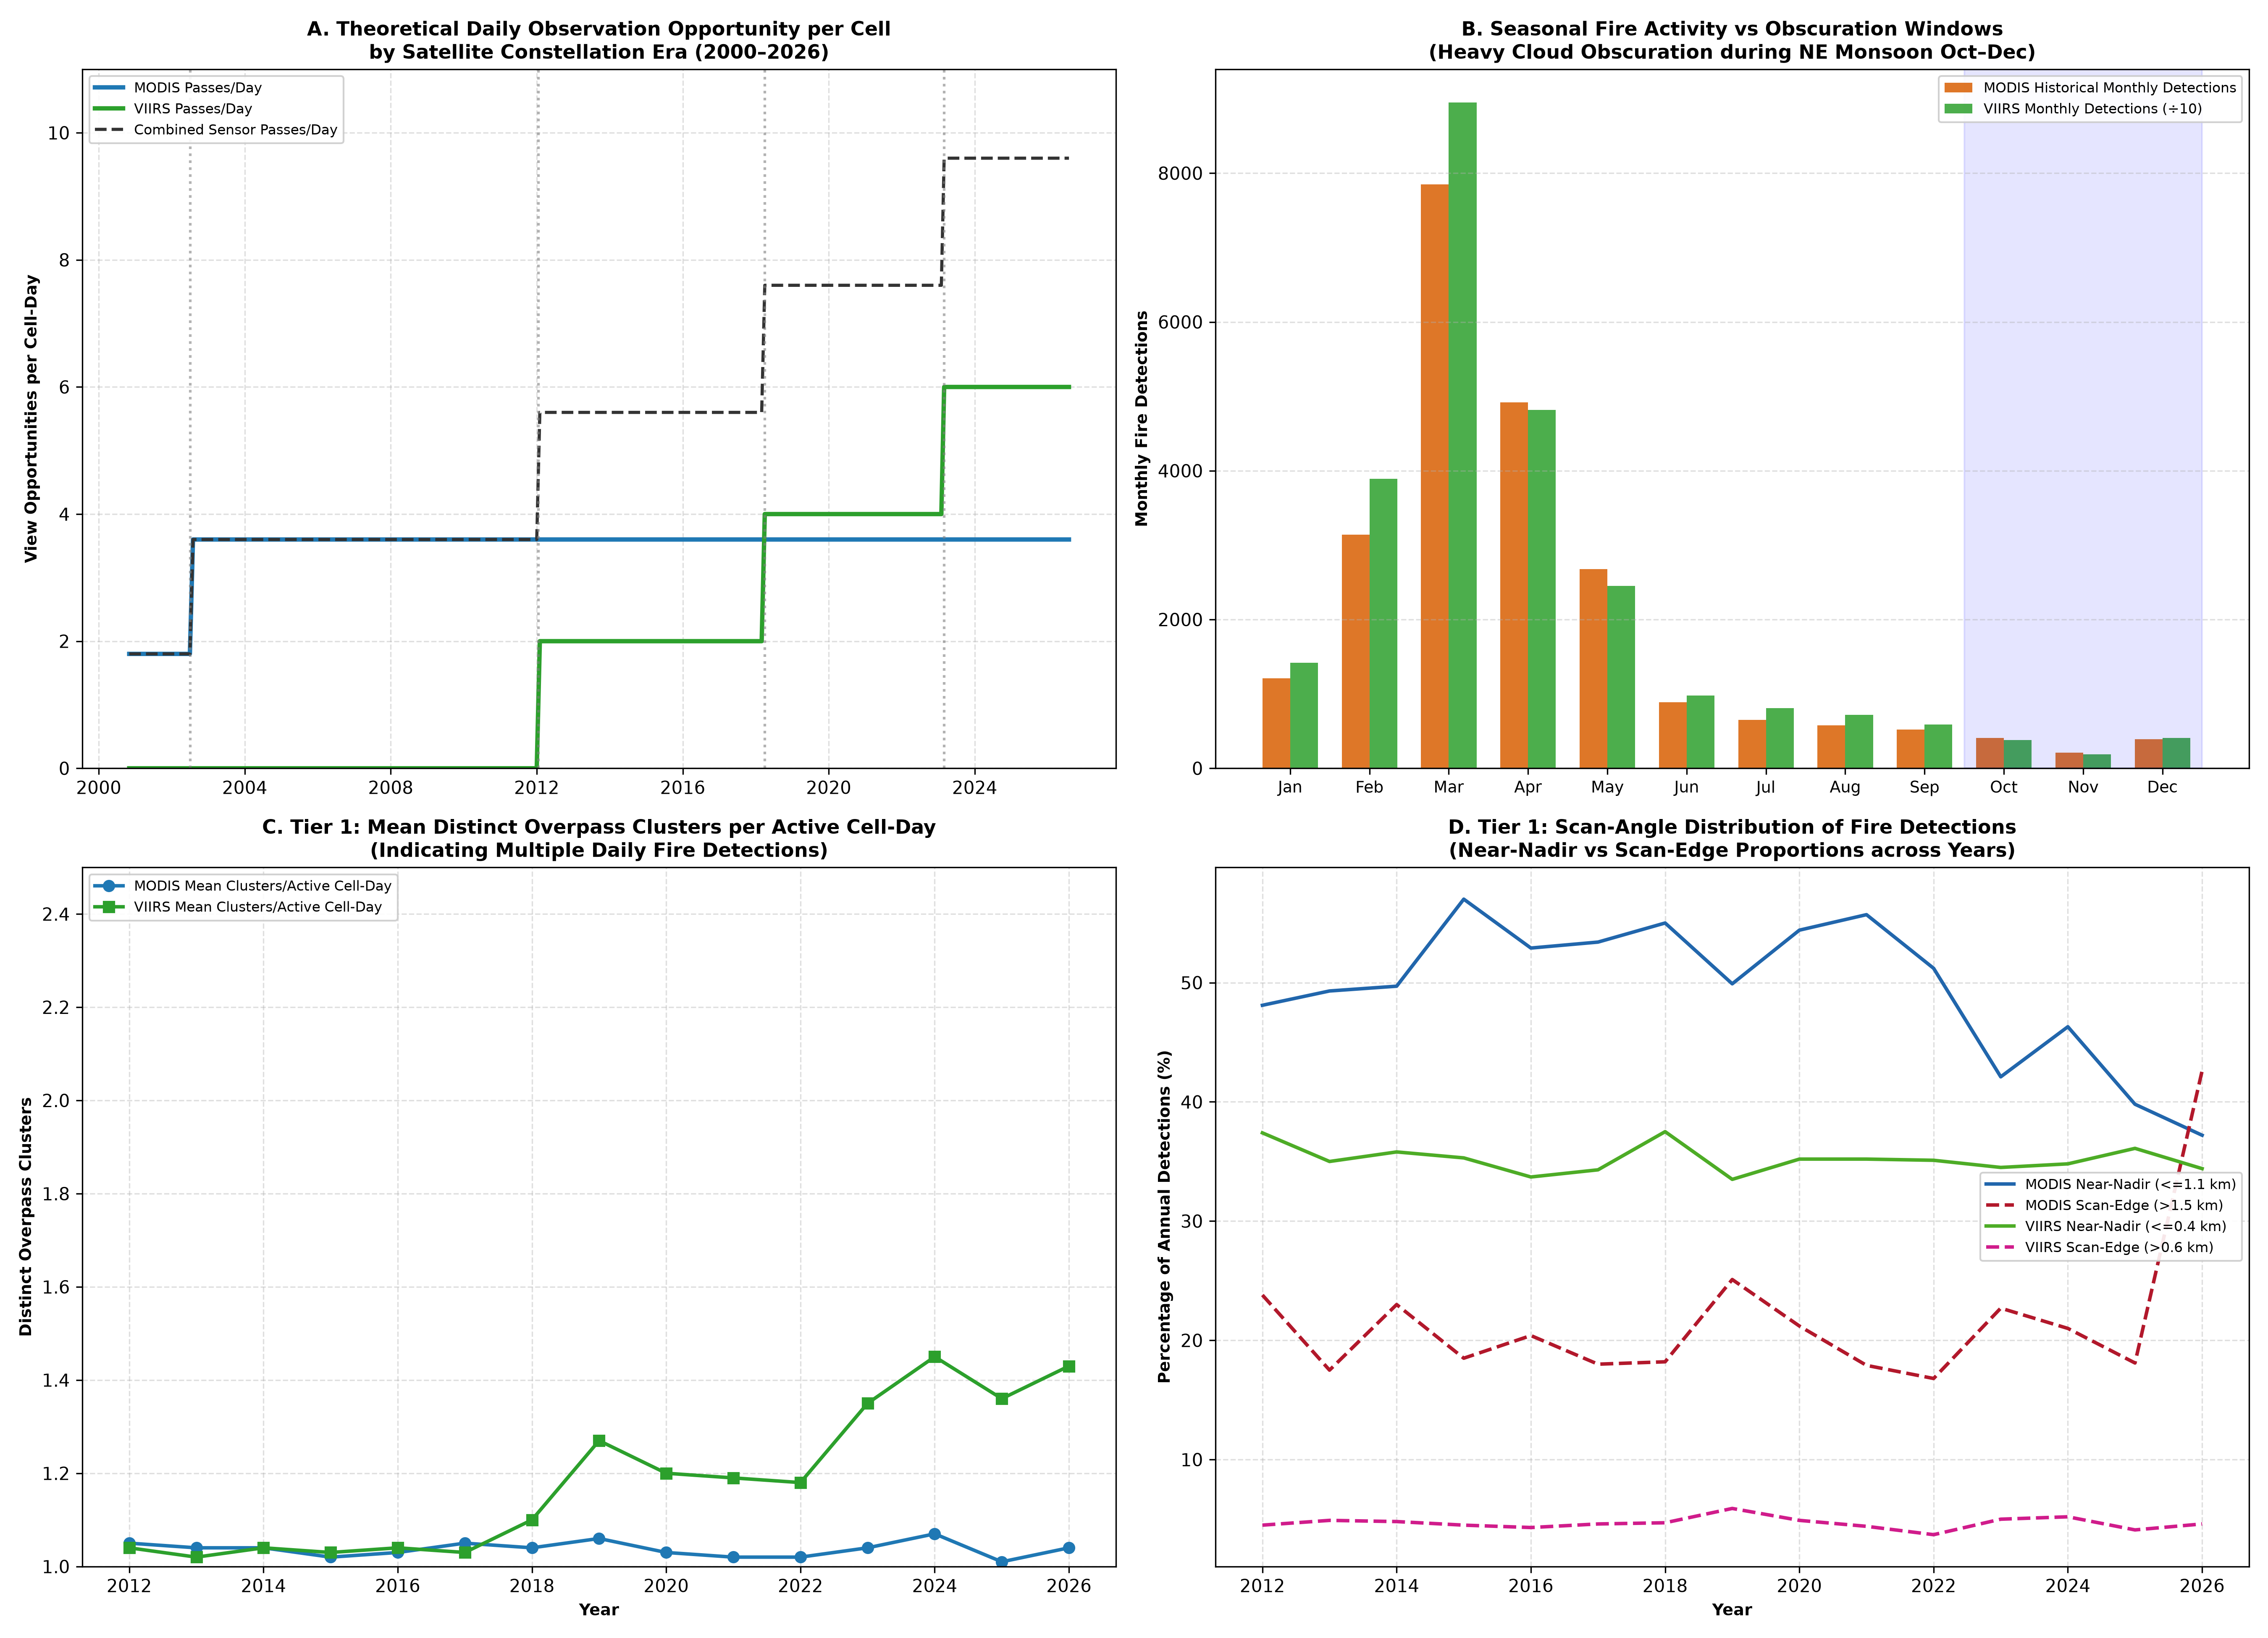 A. Theoretical Daily Observation Opportunity per Cell
by Satellite Constellation Era (2000–2026)
MODIS Passes/Day
VIIRS Passes/Day
Combined Sensor Passes/Day
View Opportunities per Cell-Day
10
8
6
4
2
0
2000 2004 2008 2012 2016 2020 2024
B. Seasonal Fire Activity vs Obscuration Windows
(Heavy Cloud Obscuration during NE Monsoon Oct–Dec)
MODIS Historical Monthly Detections
VIIRS Monthly Detections (÷10)
Monthly Fire Detections
8000
6000
4000
2000
0
Jan Feb Mar Apr May Jun Jul Aug Sep Oct Nov Dec
C. Tier 1: Mean Distinct Overpass Clusters per Active Cell-Day
(Indicating Multiple Daily Fire Detections)
MODIS Mean Clusters/Active Cell-Day
VIIRS Mean Clusters/Active Cell-Day
Distinct Overpass Clusters
2.4
2.2
2.0
1.8
1.6
1.4
1.2
1.0
2012 2014 2016 2018 2020 2022 2024 2026
Year
D. Tier 1: Scan-Angle Distribution of Fire Detections
(Near-Nadir vs Scan-Edge Proportions across Years)
MODIS Near-Nadir (<=1.1 km)
MODIS Scan-Edge (>1.5 km)
VIIRS Near-Nadir (<=0.4 km)
VIIRS Scan-Edge (>0.6 km)
Percentage of Annual Detections (%)
50
40
30
20
10
2012 2014 2016 2018 2020 2022 2024 2026
Year